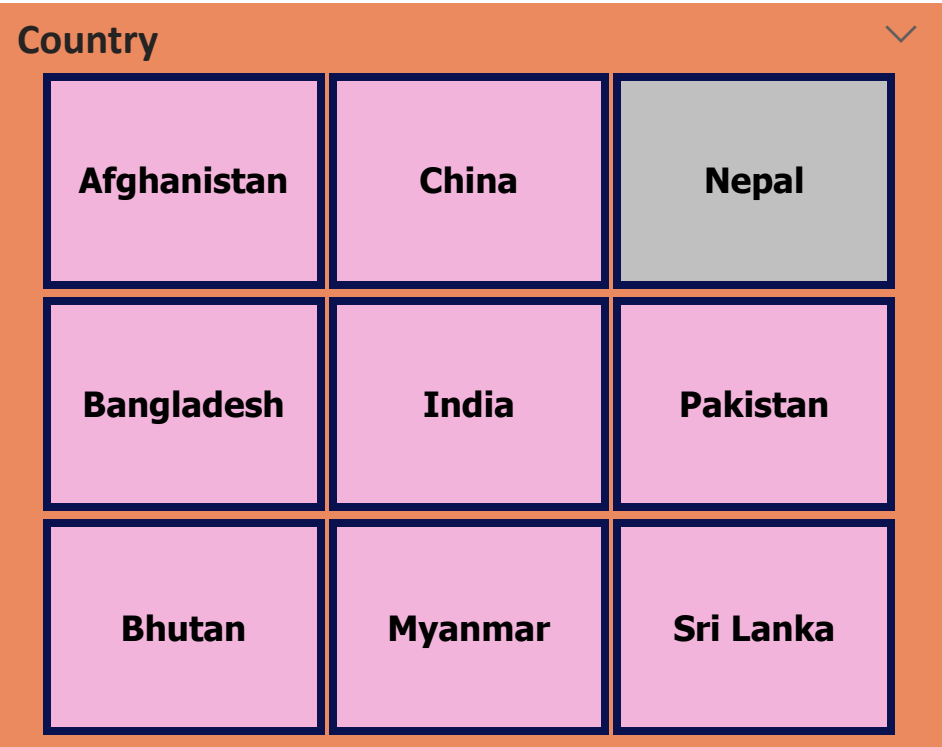 Country
Afghanistan
China
Nepal
Bangladesh
India
Pakistan
Bhutan
Myanmar
Sri Lanka